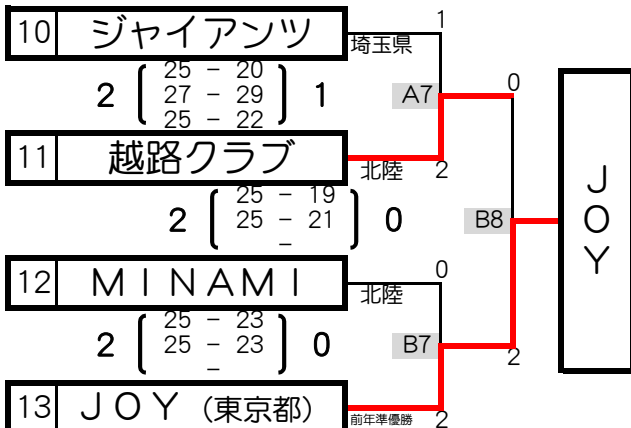 10 ジャイアンツ 1
埼玉県
2 25 - 20 1
27 - 29
25 - 22
A7 0
11 越路クラブ
北陸 2
2 25 - 19 0
25 - 21
-
B8
JOY
12 MINAMI 0
北陸
2 25 - 23 0
25 - 23
-
B7
2
13 JOY (東京都)
前年準優勝 2